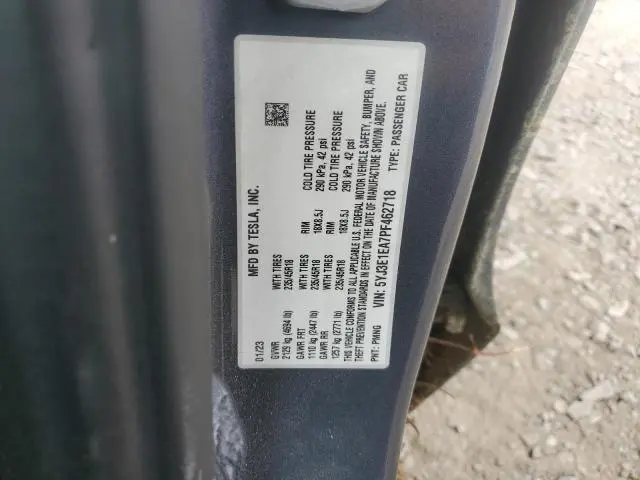 MFD BY TESLA, INC.
01/23
GVWR
2129 kg (4694 lb)
WITH TIRES
235/45R18
RIM
18X8.5J
COLD TIRE PRESSURE
290 kPa, 42 psi
GAWR FRT
1110 kg (2447 lb)
WITH TIRES
235/45R18
RIM
18X8.5J
COLD TIRE PRESSURE
290 kPa, 42 psi
GAWR RR
1257 kg (2771 lb)
WITH TIRES
235/45R18
THIS VEHICLE CONFORMS TO ALL APPLICABLE U.S. FEDERAL MOTOR VEHICLE SAFETY, BUMPER, AND
THEFT PREVENTION STANDARDS IN EFFECT ON THE DATE OF MANUFACTURE SHOWN ABOVE.
VIN: 5YJ3E1EA7PF462718
TYPE: PASSENGER CAR
PNT: PMNG